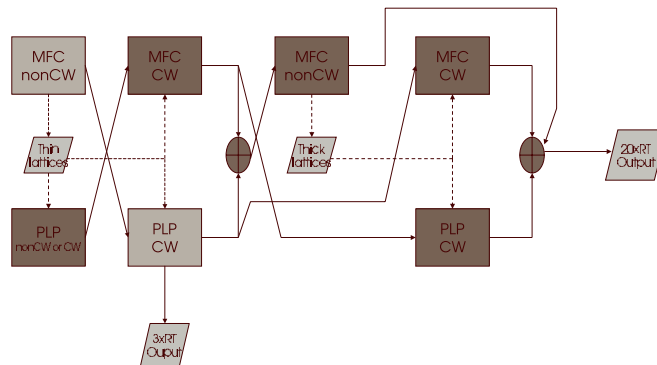 MFC
nonCW
MFC
CW
MFC
nonCW
MFC
CW
Thin
lattices
Thick
lattices
20xRT
Output
PLP
nonCW or CW
PLP
CW
PLP
CW
3xRT
Ouput